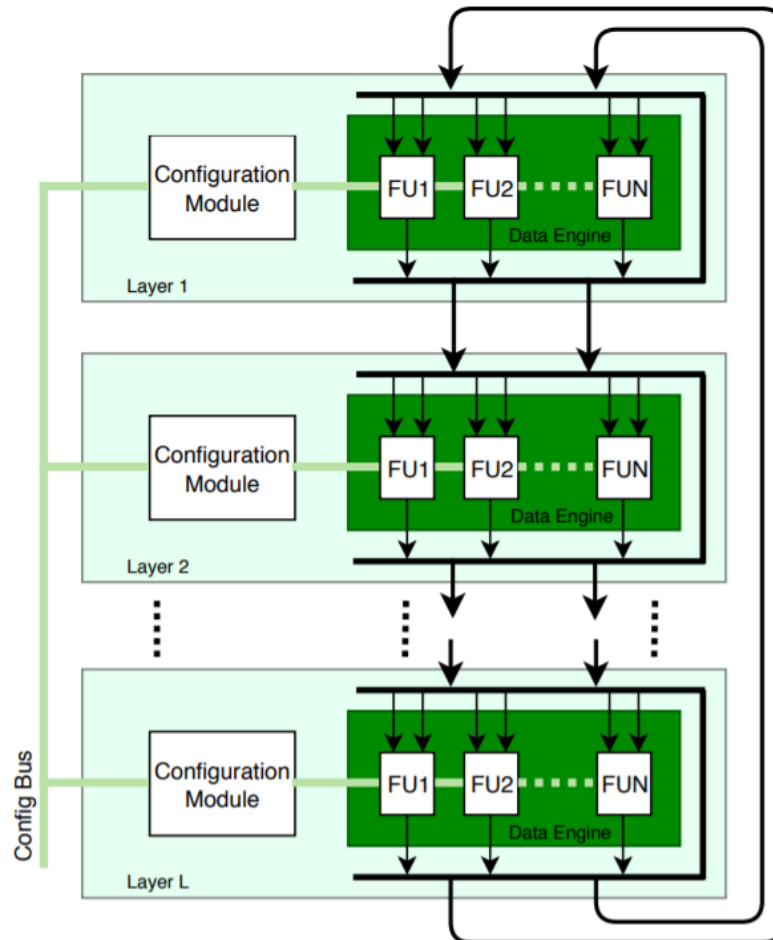 Configuration
Module
FU1
FU2
FUN
Data Engine
Layer 1
Configuration
Module
FU1
FU2
FUN
Data Engine
Layer 2
Configuration
Module
FU1
FU2
FUN
Data Engine
Layer L
Config Bus